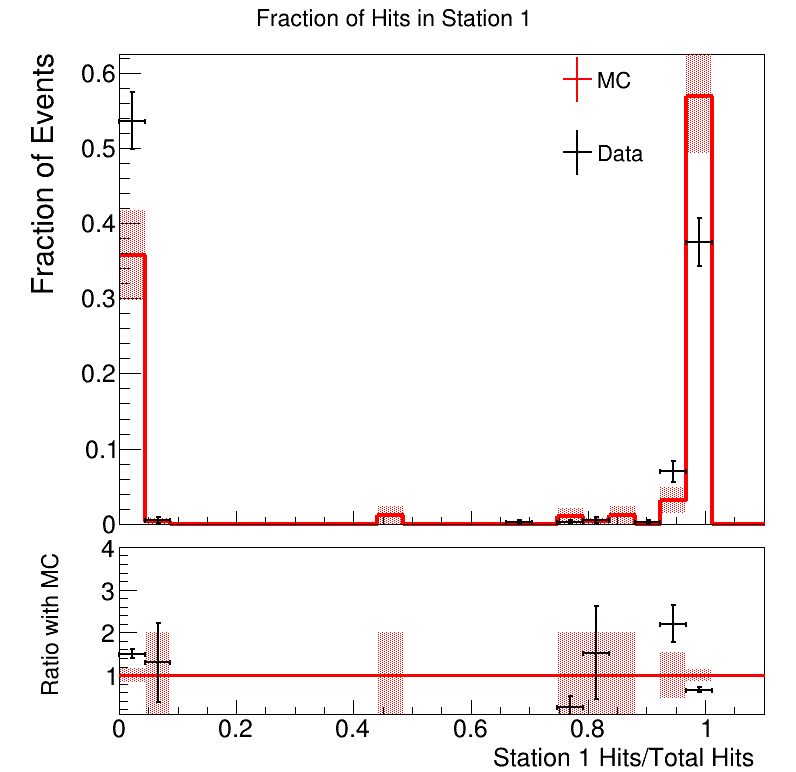 Fraction of Hits in Station 1
Fraction of Events
0.6
0.5
0.4
0.3
0.2
0.1
0
MC
Data
Ratio with MC
4
3
2
1
0 0.2 0.4 0.6 0.8 1
Station 1 Hits/Total Hits